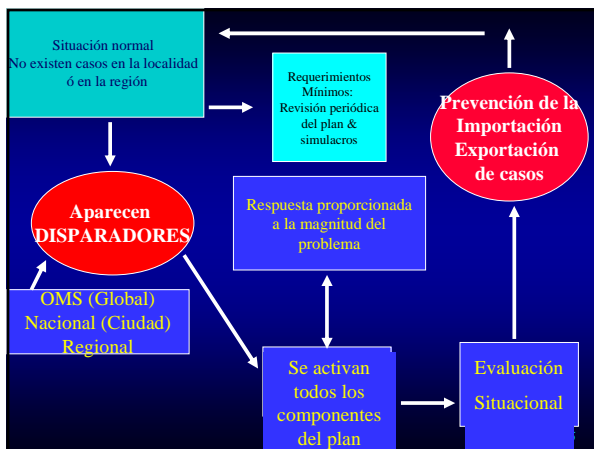 Situación normal
No existen casos en la localidad
ó en la región
Requerimientos
Mínimos:
Revisión periódica
del plan &
simulacros
Prevención de la
Importación
Exportación
de casos
Aparecen
DISPARADORES
Respuesta proporcionada
a la magnitud del
problema
OMS (Global)
Nacional (Ciudad)
Regional
Se activan
todos los
componentes
del plan
Evaluación
Situacional